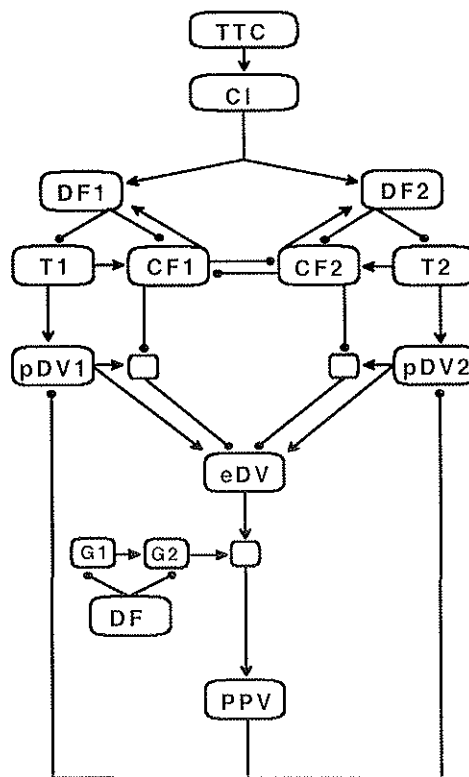 TTC
CI
DF1 DF2
T1 CF1 CF2 T2
pDV1 pDV2
eDV
G1 G2
DF
PPV